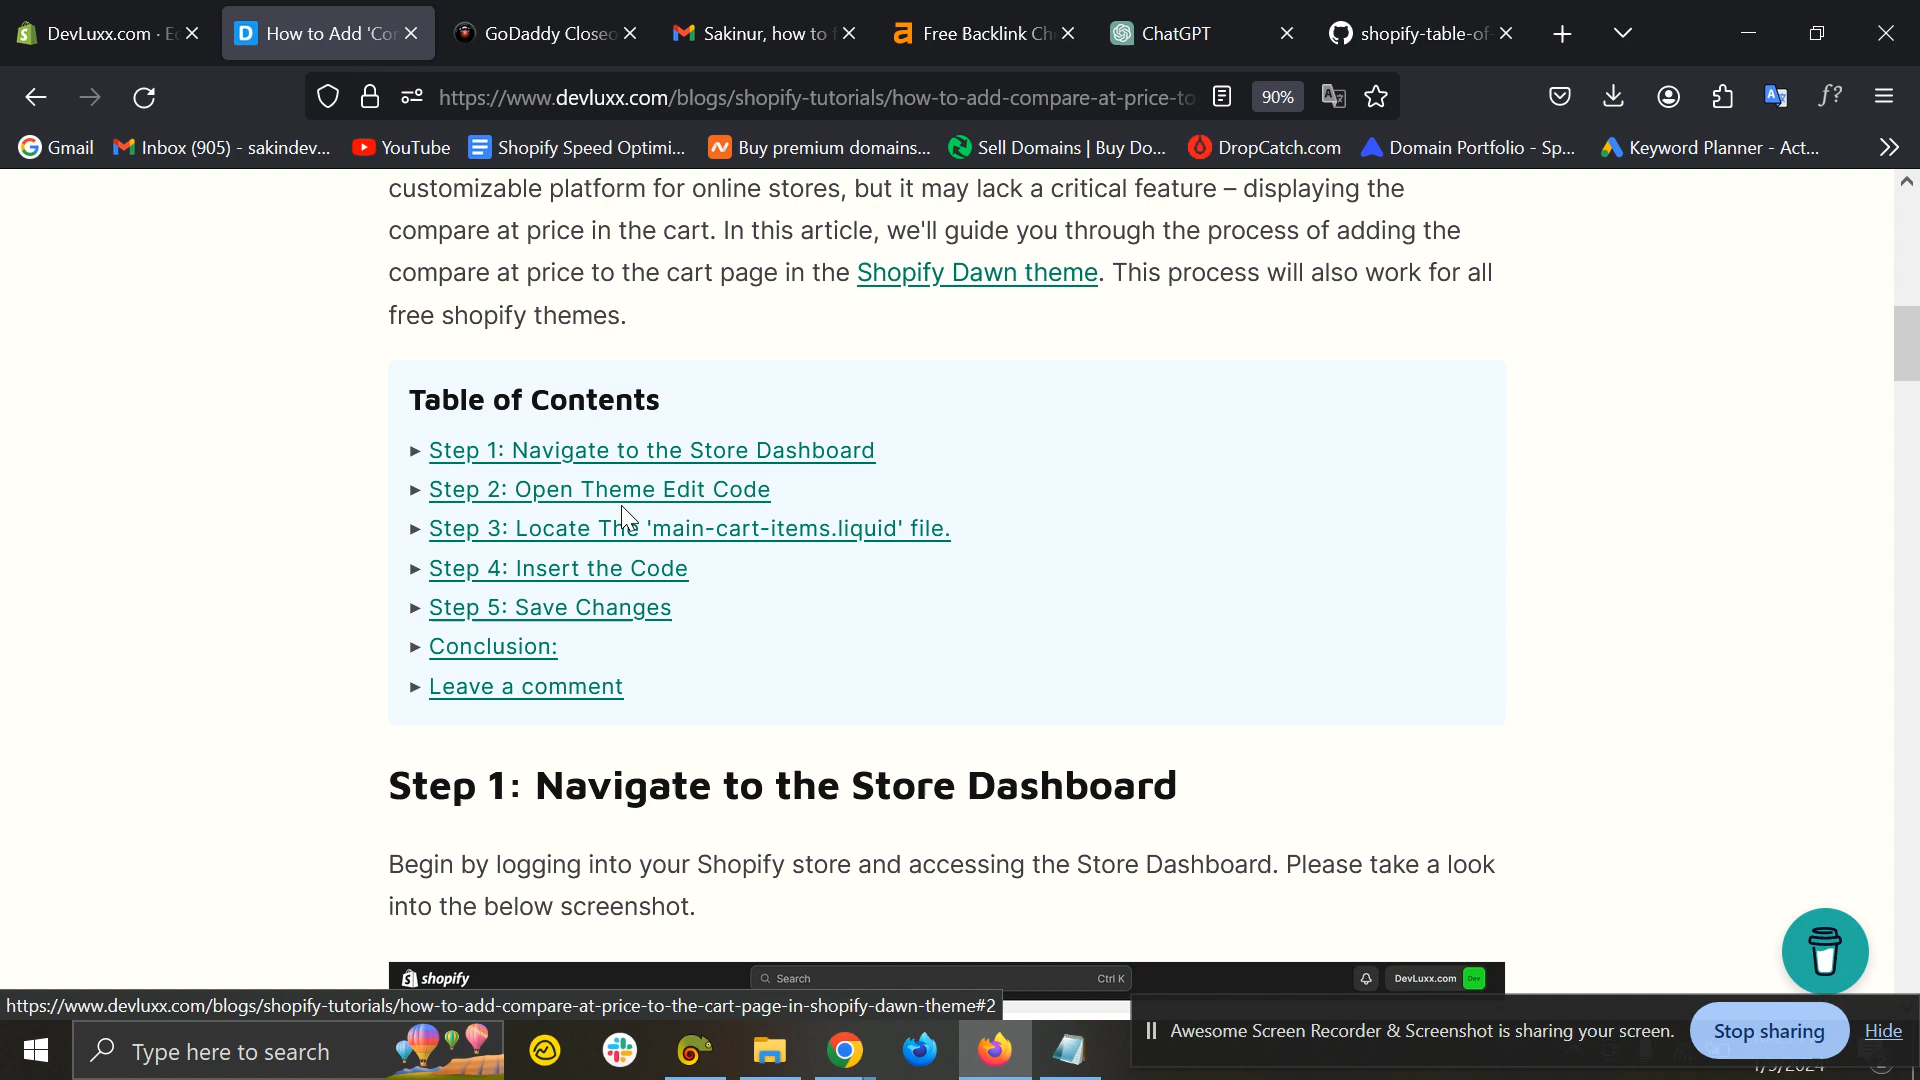 DevLuxx.com - Ec
How to Add 'Cor
GoDaddy Closeo
Sakinur, how to
Free Backlink Ch
ChatGPT
shopify-table-of-
https://www.devluxx.com/blogs/shopify-tutorials/how-to-add-compare-at-price-to
90%
f?
Gmail
Inbox (905) - sakindev...
YouTube
Shopify Speed Optimi...
Buy premium domains...
Sell Domains | Buy Do...
DropCatch.com
Domain Portfolio - Sp...
Keyword Planner - Act...
customizable platform for online stores, but it may lack a critical feature – displaying the
compare at price in the cart. In this article, we'll guide you through the process of adding the
compare at price to the cart page in the Shopify Dawn theme. This process will also work for all
free shopify themes.
Table of Contents
▸ Step 1: Navigate to the Store Dashboard
▸ Step 2: Open Theme Edit Code
▸ Step 3: Locate The 'main-cart-items.liquid' file.
▸ Step 4: Insert the Code
▸ Step 5: Save Changes
▸ Conclusion:
▸ Leave a comment
Step 1: Navigate to the Store Dashboard
Begin by logging into your Shopify store and accessing the Store Dashboard. Please take a look
into the below screenshot.
shopify
Search
Ctrl K
DevLuxx.com
Dev
https://www.devluxx.com/blogs/shopify-tutorials/how-to-add-compare-at-price-to-the-cart-page-in-shopify-dawn-theme#2
Awesome Screen Recorder & Screenshot is sharing your screen.
Stop sharing
Hide
Type here to search